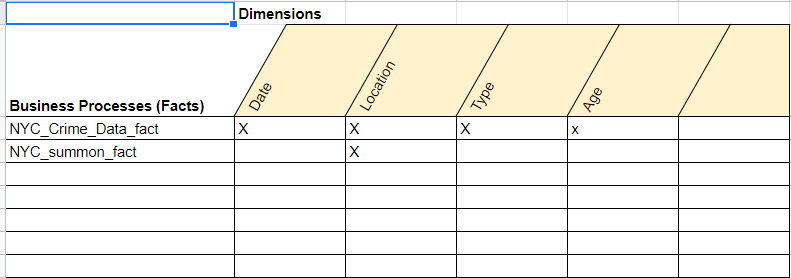 Dimensions
Business Processes (Facts) Date Location Type Age
NYC_Crime_Data_fact X X X x
NYC_summon_fact X